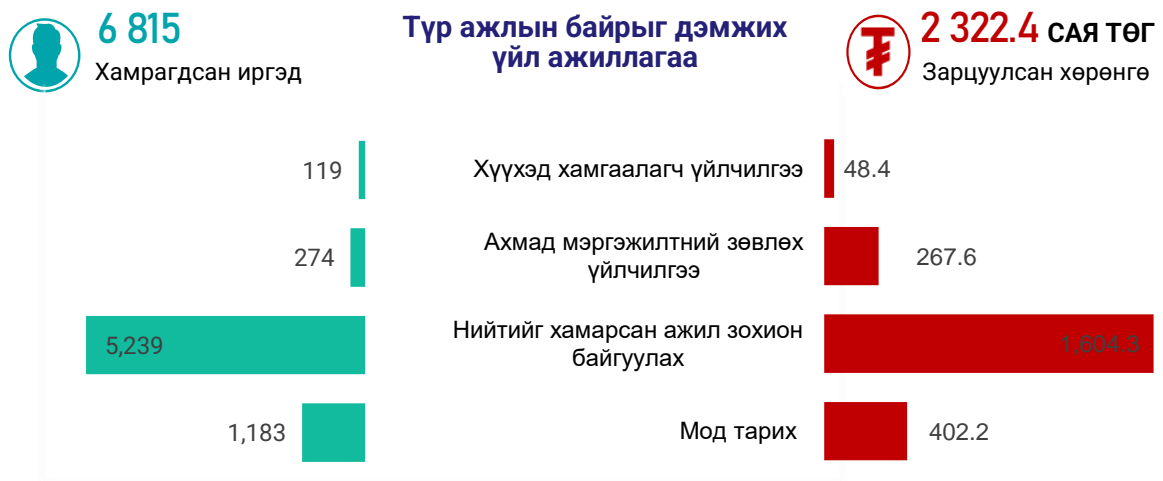 6 815
Хамрагдсан иргэд
Түр ажлын байрыг дэмжих
үйл ажиллагаа
2 322.4 САЯ ТӨГ
Зарцуулсан хөрөнгө
119
Хүүхэд хамгаалагч үйлчилгээ
48.4
274
Ахмад мэргэжилтний зөвлөх
үйлчилгээ
267.6
5,239
Нийтийг хамарсан ажил зохион
байгуулах
1,604.3
1,183
Мод тарих
402.2